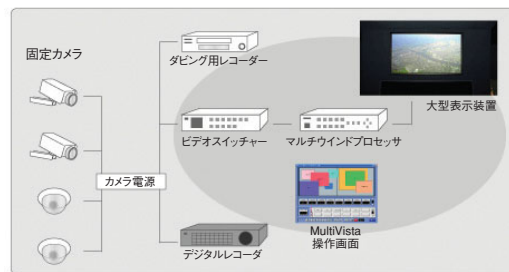 固定カメラ
ダビング用レコーダー
大型表示装置
ビデオスイッチャー
マルチウインドプロセッサ
カメラ電源
MultiVista
操作画面
デジタルレコーダ